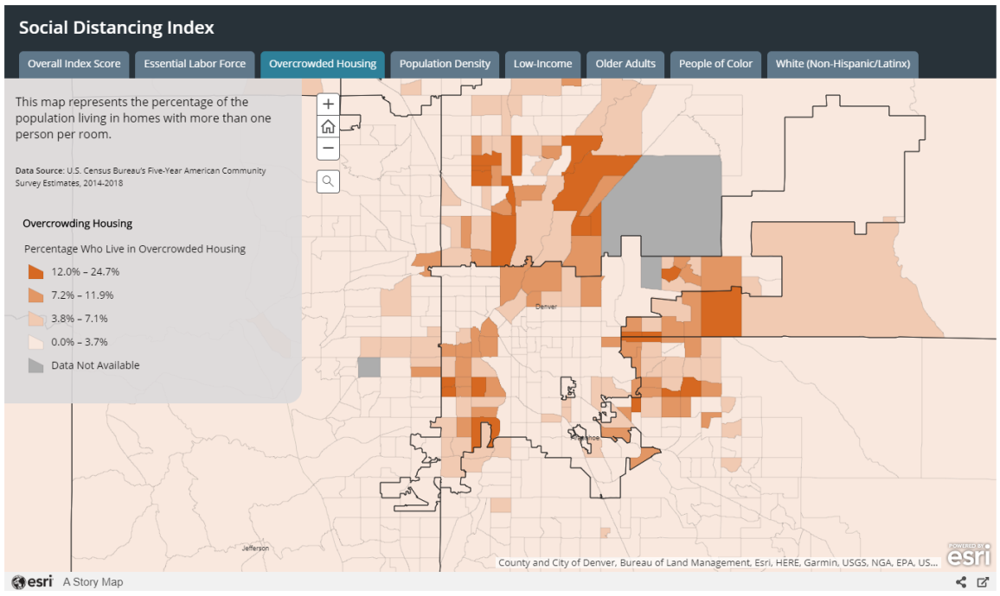 Social Distancing Index
Overall Index Score
Essential Labor Force
Overcrowded Housing
Population Density
Low-Income
Older Adults
People of Color
White (Non-Hispanic/Latinx)
This map represents the percentage of the
population living in homes with more than one
person per room.
Data Source: U.S. Census Bureau's Five-Year American Community
Survey Estimates, 2014-2018
Overcrowding Housing
Percentage Who Live in Overcrowded Housing
12.0% – 24.7%
7.2% – 11.9%
3.8% – 7.1%
0.0% – 3.7%
Data Not Available
+
−
Denver
Jefferson
County and City of Denver, Bureau of Land Management, Esri, HERE, Garmin, USGS, NGA, EPA, US...
POWERED BY
esri
esri A Story Map